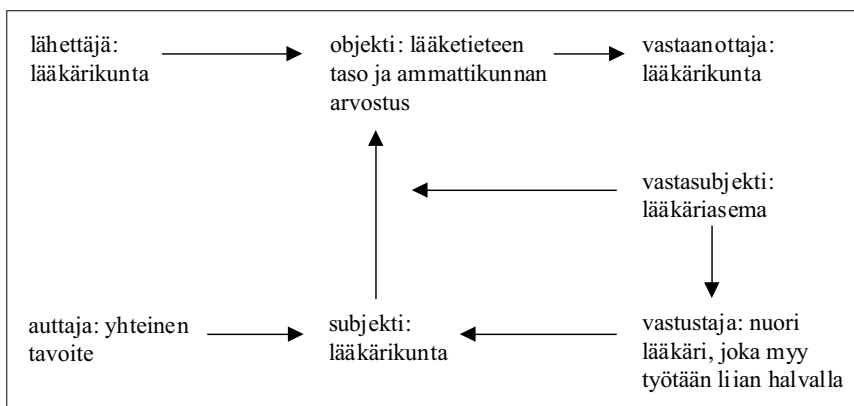 lähettäjä:
lääkärikunta
objekti: lääketieteen
taso ja ammattikunnan
arvostus
vastaanottaja:
lääkärikunta
vastasubjekti:
lääkäriasema
auttaja: yhteinen
tavoite
subjekti:
lääkärikunta
vastustaja: nuori
lääkäri, joka myy
työtään liian halvalla